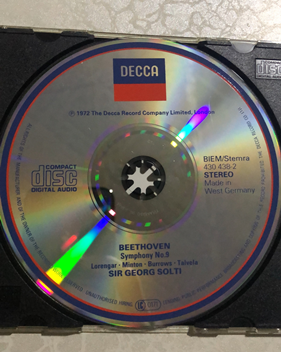 DECCA
℗ 1972 The Decca Record Company Limited, London
COMPACT
disc
DIGITAL AUDIO
BIEM/Stemra
430 438-2
STEREO
Made in
West Germany
BEETHOVEN
Symphony No.9
Lorengar · Minton · Burrows · Talvela
SIR GEORG SOLTI
disc